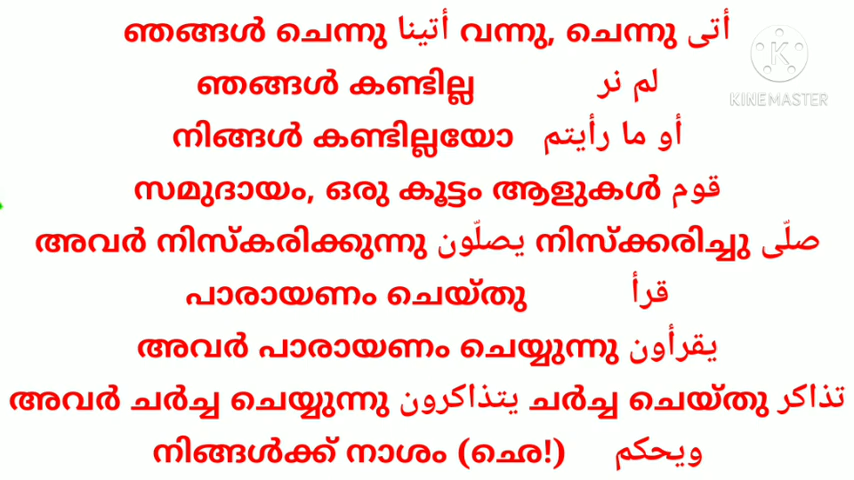 ഞങ്ങൾ ചെന്നു أتينا വന്നു, ചെന്നു أتى
ഞങ്ങൾ കണ്ടില്ല لم نر
നിങ്ങൾ കണ്ടില്ലയോ أو ما رأيتم
സമുദായം, ഒരു കൂട്ടം ആളുകൾ قوم
അവർ നിസ്കരിക്കുന്നു يصلّون നിസ്ക്കരിച്ചു صلّى
പാരായണം ചെയ്തു قرأ
അവർ പാരായണം ചെയ്യുന്നു يقرأون
അവർ ചർച്ച ചെയ്യുന്നു يتذاكرون ചർച്ച ചെയ്തു تذاكر
നിങ്ങൾക്ക് നാശം (ഛെ!) ويحكم
KINEMASTER